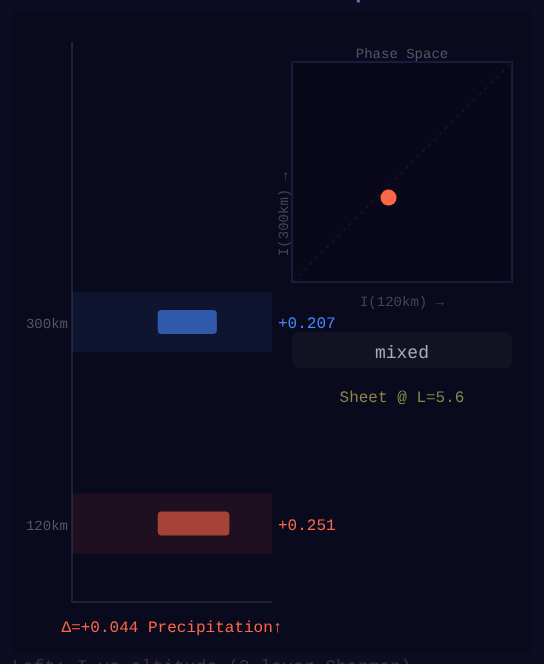 Phase Space
I(300km) →
I(120km) →
300km
+0.207
mixed
Sheet @ L=5.6
120km
+0.251
Δ=+0.044 Precipitation↑